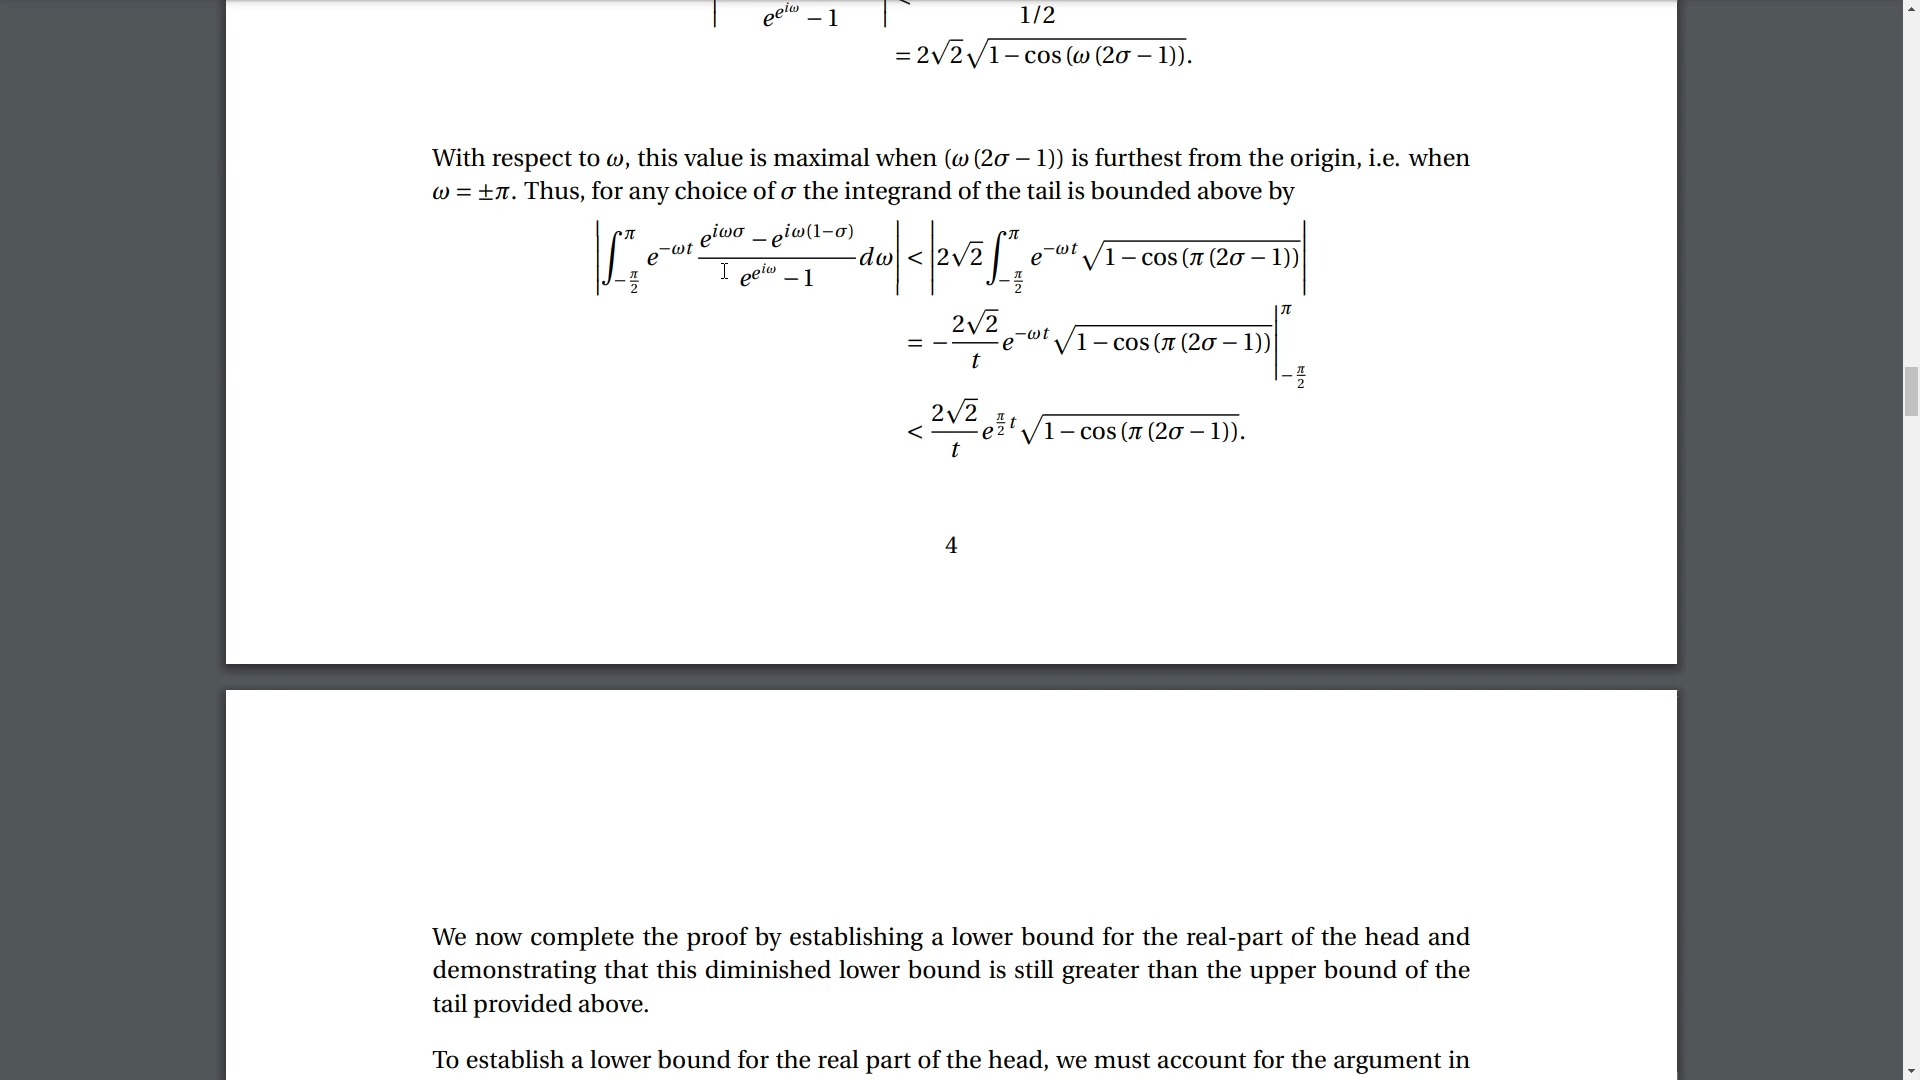 | e^{e^{iω}} − 1 | < 1/2
= 2√2 √(1 − cos (ω (2σ − 1))).
With respect to ω, this value is maximal when (ω (2σ − 1)) is furthest from the origin, i.e. when
ω = ±π. Thus, for any choice of σ the integrand of the tail is bounded above by
| ∫_{−π/2}^{π} e^{−ωt} (e^{iωσ} − e^{iω(1−σ)}) / (e^{e^{iω}} − 1) dω | < | 2√2 ∫_{−π/2}^{π} e^{−ωt} √(1 − cos (π (2σ − 1))) |
= − (2√2 / t) e^{−ωt} √(1 − cos (π (2σ − 1))) |_{−π/2}^{π}
< (2√2 / t) e^{(π/2) t} √(1 − cos (π (2σ − 1))).
4
We now complete the proof by establishing a lower bound for the real-part of the head and
demonstrating that this diminished lower bound is still greater than the upper bound of the
tail provided above.
To establish a lower bound for the real part of the head, we must account for the argument in